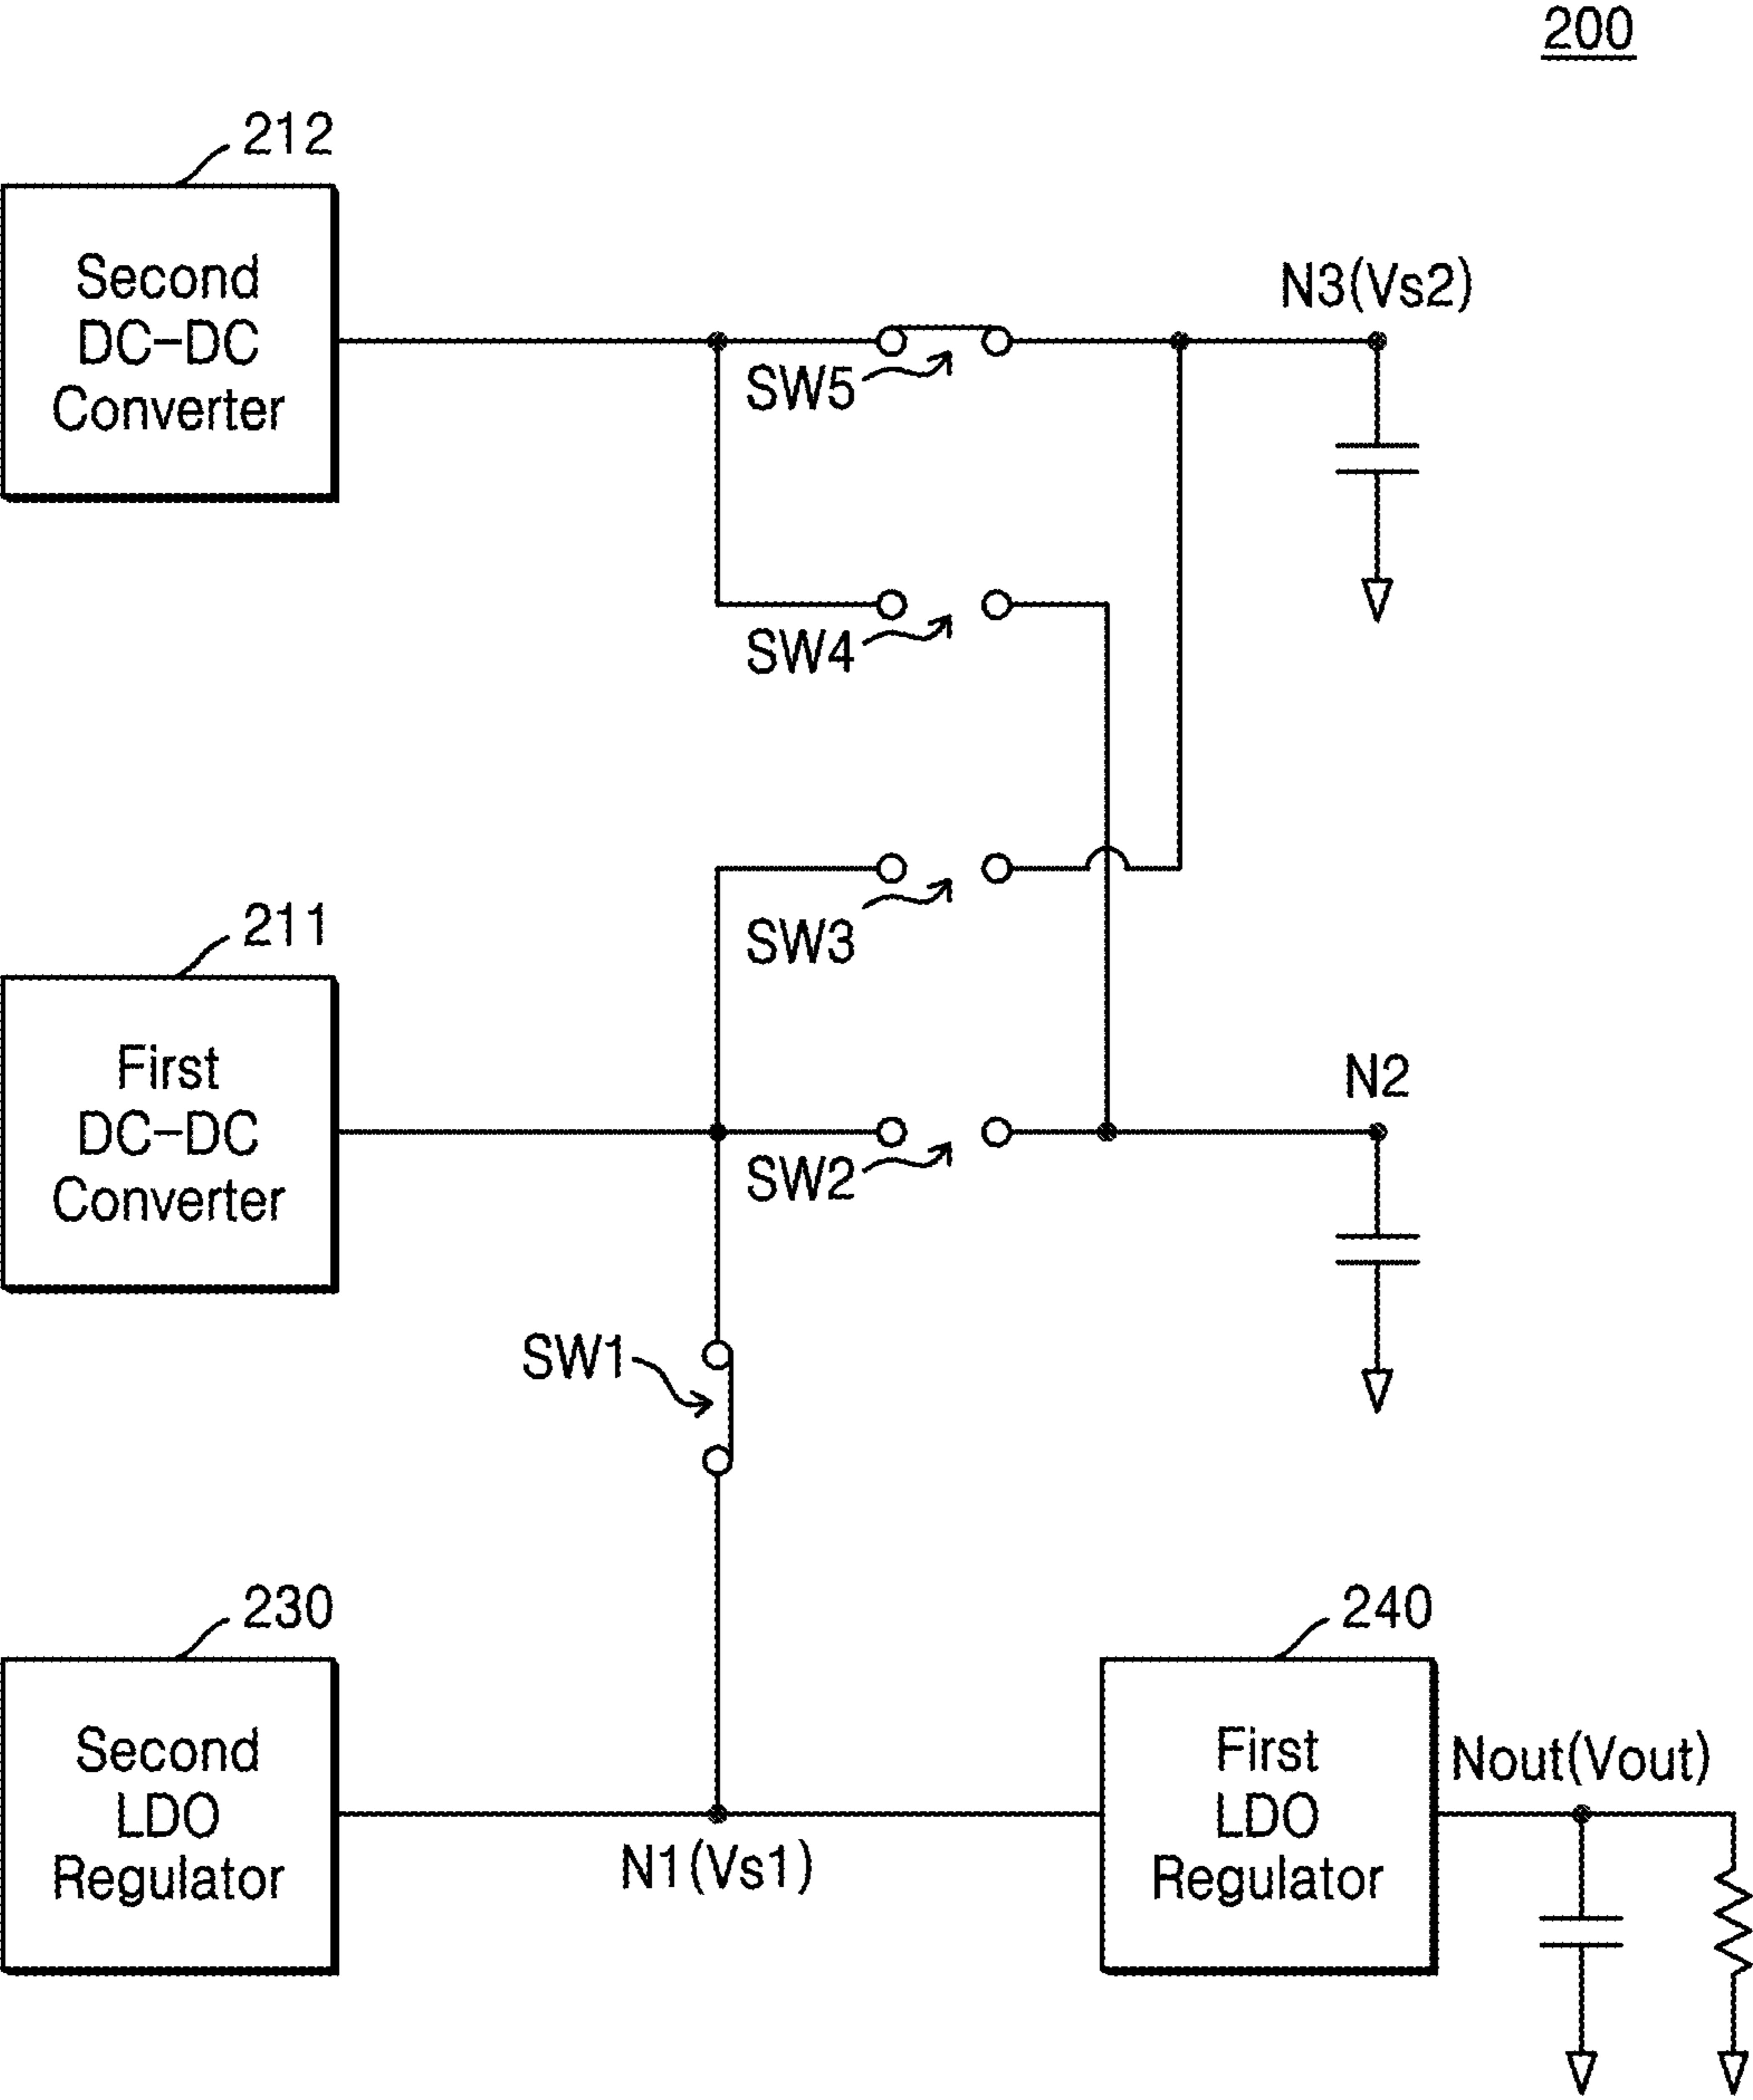 200
212
Second
DC-DC
Converter
N3(Vs2)
SW5
SW4
211
SW3
First
DC-DC
Converter
N2
SW2
SW1
230
240
Second
LDO
Regulator
First
LDO
Regulator
Nout(Vout)
N1(Vs1)